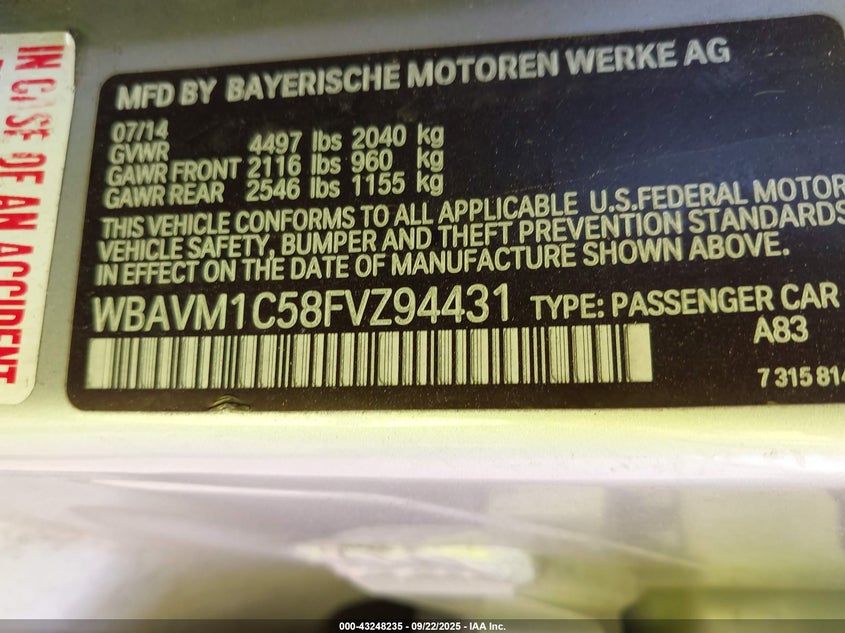 MFD BY BAYERISCHE MOTOREN WERKE AG
07/14
GVWR 4497 lbs 2040 kg
GAWR FRONT 2116 lbs 960 kg
GAWR REAR 2546 lbs 1155 kg
THIS VEHICLE CONFORMS TO ALL APPLICABLE U.S.FEDERAL MOTOR
VEHICLE SAFETY, BUMPER AND THEFT PREVENTION STANDARDS
IN EFFECT ON THE DATE OF MANUFACTURE SHOWN ABOVE.
WBAVM1C58FVZ94431 TYPE: PASSENGER CAR
A83
7 315 814
IN CASE OF AN ACCIDENT
000-43248235 - 09/22/2025 - IAA Inc.